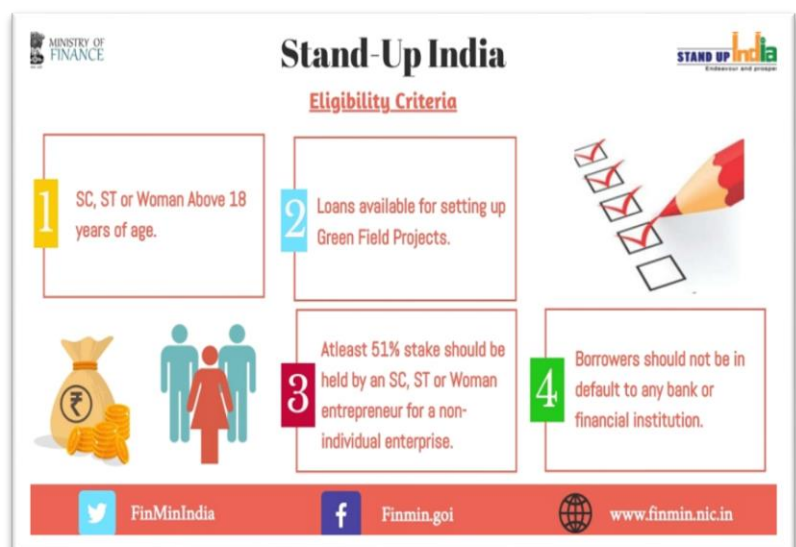 MINISTRY OF
FINANCE
Stand-Up India
STAND UP India
Endeavour and prosper
Eligibility Criteria
1
SC, ST or Woman Above 18
years of age.
2
Loans available for setting up
Green Field Projects.
3
Atleast 51% stake should be
held by an SC, ST or Woman
entrepreneur for a non-
individual enterprise.
4
Borrowers should not be in
default to any bank or
financial institution.
₹
FinMinIndia
f
Finmin.goi
www.finmin.nic.in